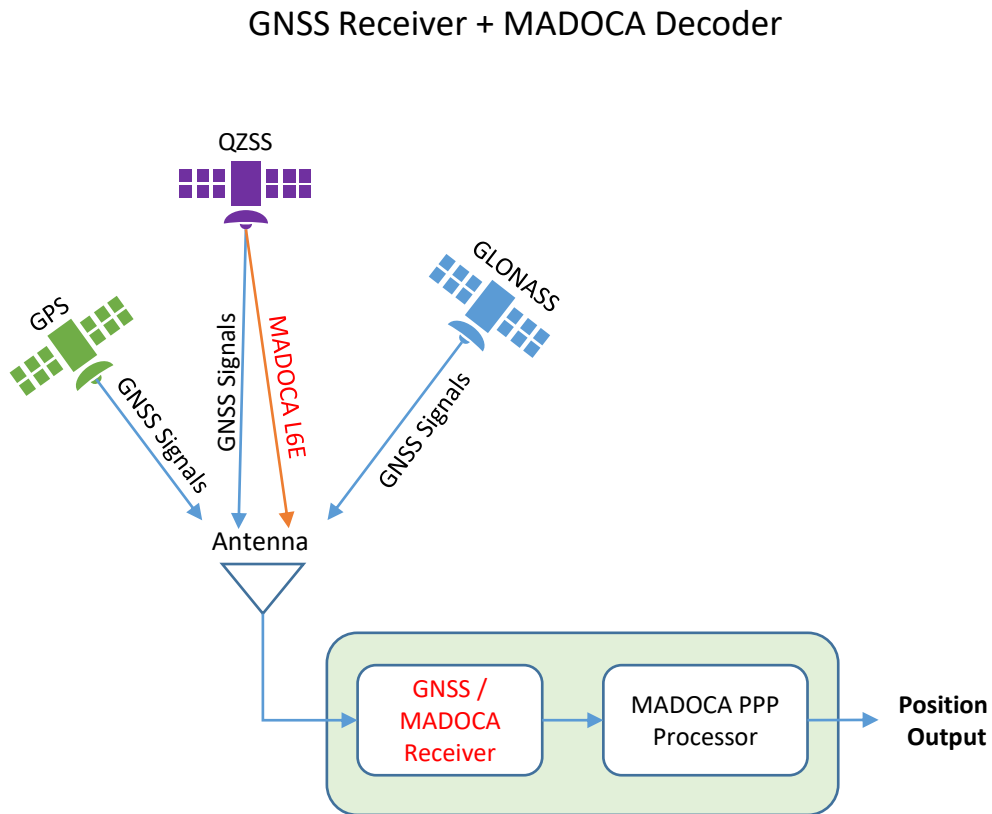 GNSS Receiver + MADOCA Decoder
QZSS
GLONASS
GPS
GNSS Signals
GNSS Signals
MADOCA L6E
GNSS Signals
Antenna
GNSS /
MADOCA
Receiver
MADOCA PPP
Processor
Position
Output